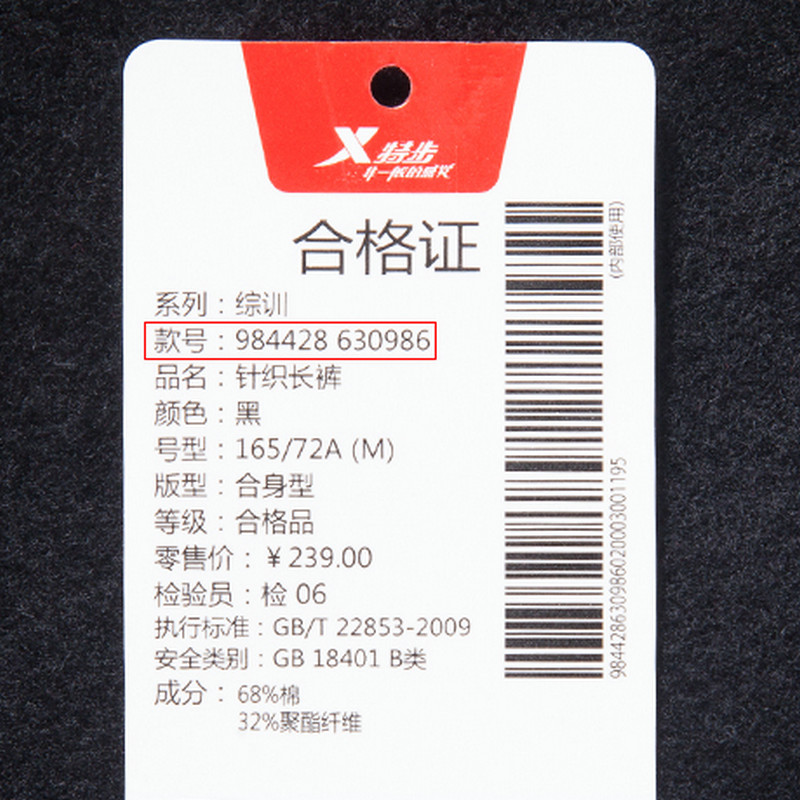 特步
非一般的感觉
合格证
系列：综训
款号：984428 630986
品名：针织长裤
颜色：黑
号型：165/72A (M)
版型：合身型
等级：合格品
零售价：￥239.00
检验员：检 06
执行标准：GB/T 22853-2009
安全类别：GB 18401 B类
成分：68%棉
32%聚酯纤维
(内部使用)
9844286309860200030011​95